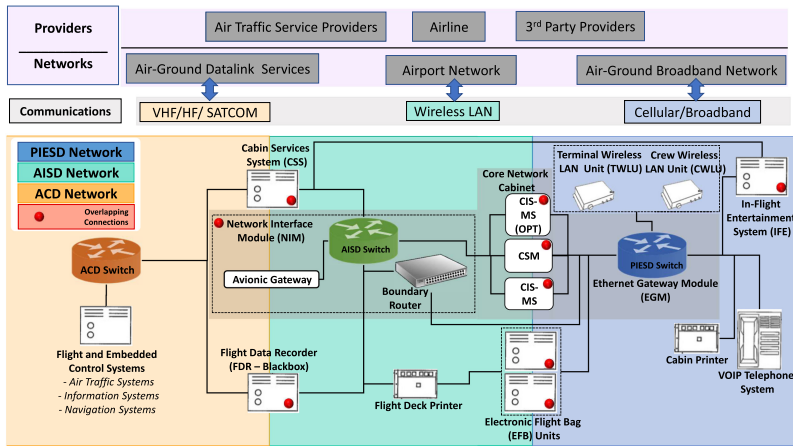 Providers
Air Traffic Service Providers
Airline
3rd Party Providers
Networks
Air-Ground Datalink Services
Airport Network
Air-Ground Broadband Network
Communications
VHF/HF/ SATCOM
Wireless LAN
Cellular/Broadband
PIESD Network
AISD Network
ACD Network
Overlapping
Connections
Cabin Services
System (CSS)
Core Network
Cabinet
Terminal Wireless
LAN Unit (TWLU)
Crew Wireless
LAN Unit (CWLU)
In-Flight
Entertainment
System (IFE)
Network Interface
Module (NIM)
AISD Switch
CIS-
MS
(OPT)
CSM
CIS-
MS
ACD Switch
Avionic Gateway
Boundary
Router
PIESD Switch
Ethernet Gateway Module
(EGM)
Flight and Embedded
Control Systems
- Air Traffic Systems
- Information Systems
- Navigation Systems
Flight Data Recorder
(FDR – Blackbox)
Flight Deck Printer
Electronic Flight Bag
(EFB) Units
Cabin Printer
VOIP Telephone
System